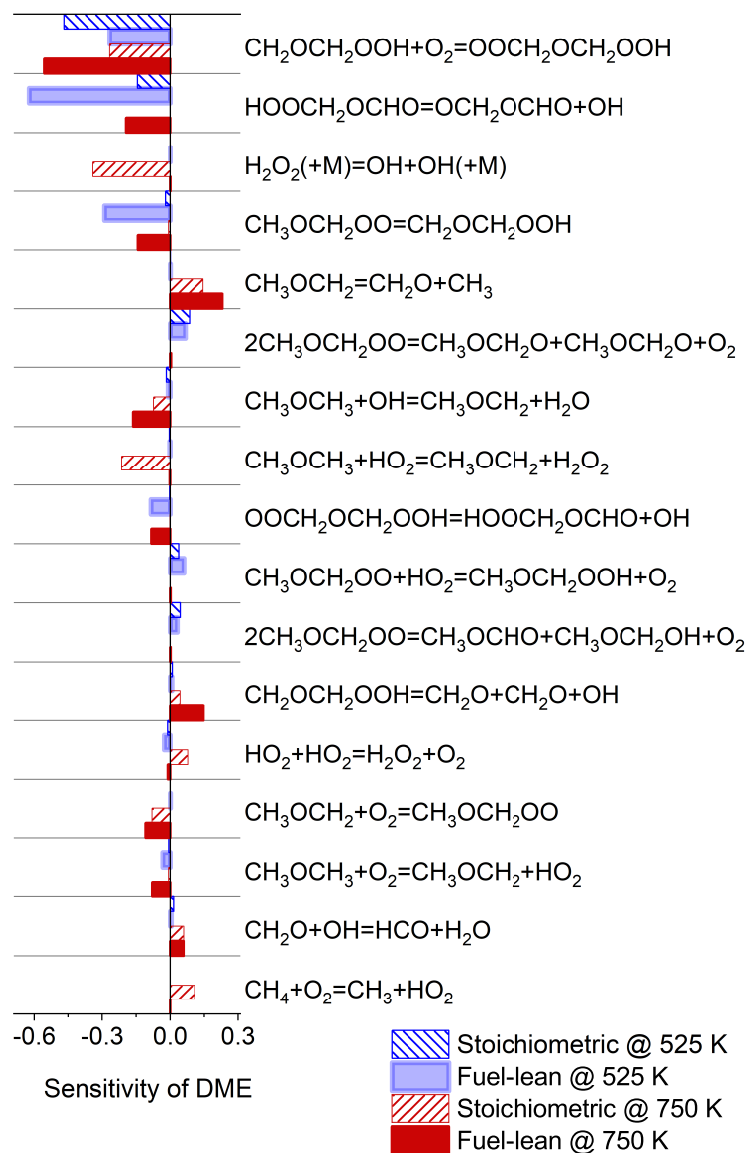 CH₂OCH₂OOH+O₂=OOCH₂OCH₂OOH
HOOCH₂OCHO=OCH₂OCHO+OH
H₂O₂(+M)=OH+OH(+M)
CH₃OCH₂OO=CH₂OCH₂OOH
CH₃OCH₂=CH₂O+CH₃
2CH₃OCH₂OO=CH₃OCH₂O+CH₃OCH₂O+O₂
CH₃OCH₃+OH=CH₃OCH₂+H₂O
CH₃OCH₃+HO₂=CH₃OCH₂+H₂O₂
OOCH₂OCH₂OOH=HOOCH₂OCHO+OH
CH₃OCH₂OO+HO₂=CH₃OCH₂OOH+O₂
2CH₃OCH₂OO=CH₃OCHO+CH₃OCH₂OH+O₂
CH₂OCH₂OOH=CH₂O+CH₂O+OH
HO₂+HO₂=H₂O₂+O₂
CH₃OCH₂+O₂=CH₃OCH₂OO
CH₃OCH₃+O₂=CH₃OCH₂+HO₂
CH₂O+OH=HCO+H₂O
CH₄+O₂=CH₃+HO₂
-0.6 -0.3 0.0 0.3
Sensitivity of DME
Stoichiometric @ 525 K
Fuel-lean @ 525 K
Stoichiometric @ 750 K
Fuel-lean @ 750 K